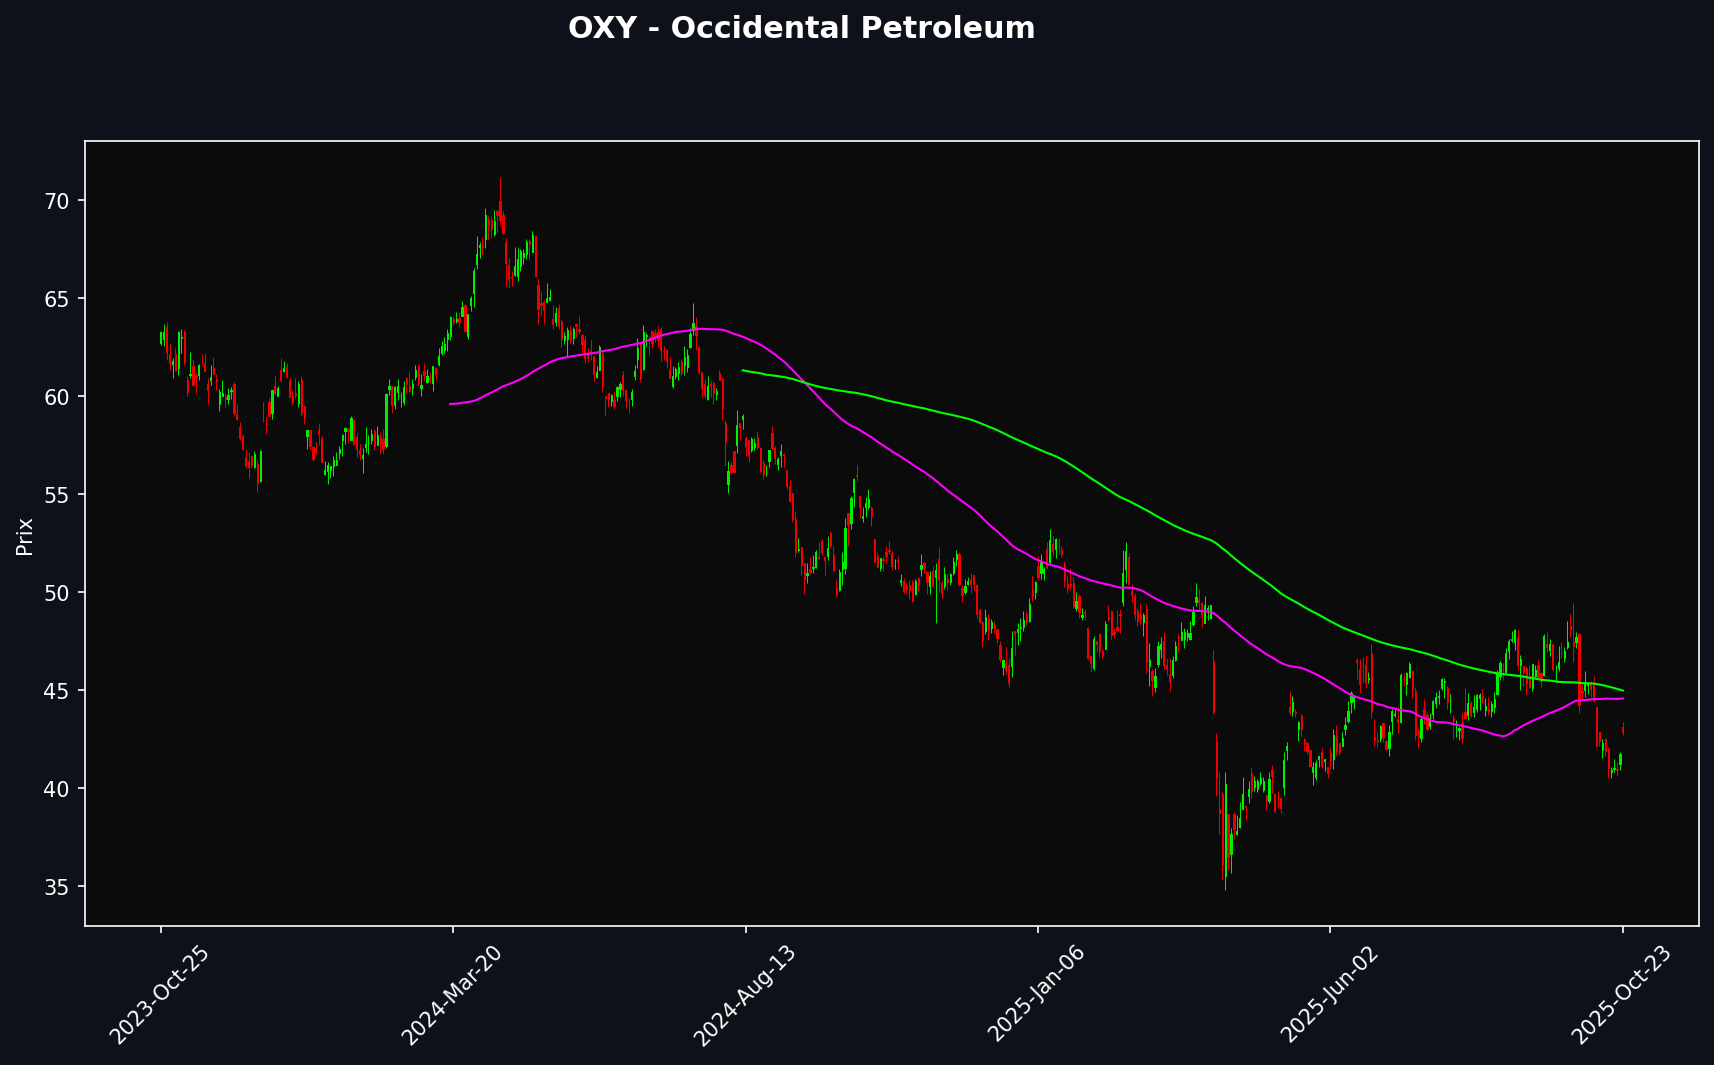 OXY - Occidental Petroleum
Prix
70
65
60
55
50
45
40
35
2023-Oct-25
2024-Mar-20
2024-Aug-13
2025-Jan-06
2025-Jun-02
2025-Oct-23